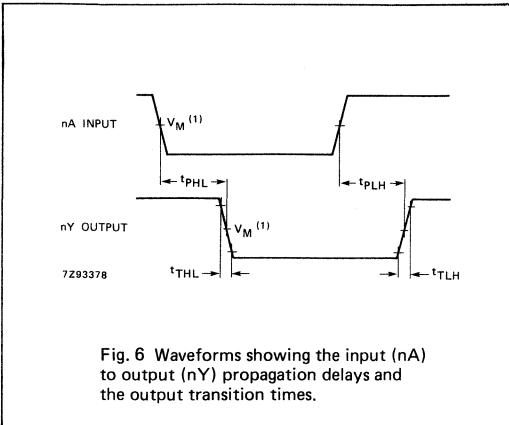 nA INPUT
VM (1)
tPHL
tPLH
nY OUTPUT
VM (1)
7Z93378
tTHL
tTLH
Fig. 6 Waveforms showing the input (nA)
to output (nY) propagation delays and
the output transition times.